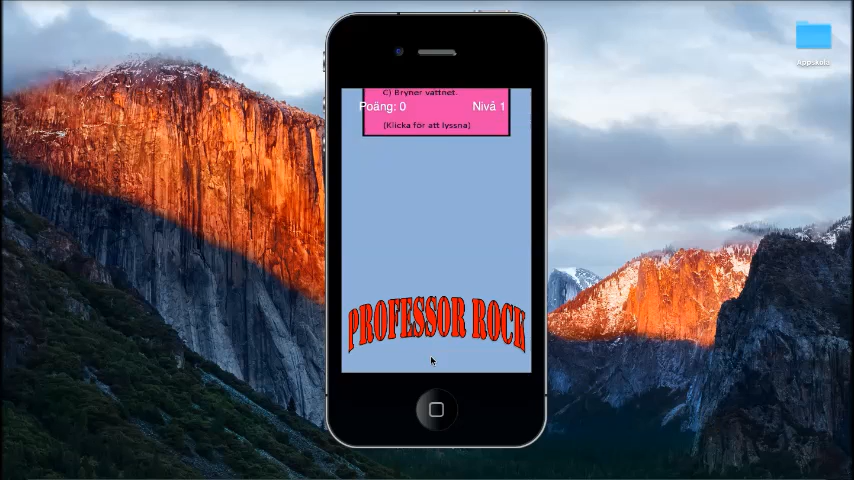 C) Bryner vattnet.
Poäng: 0
Nivå 1
(Klicka för att lyssna)
PROFESSOR ROCK
Appskola